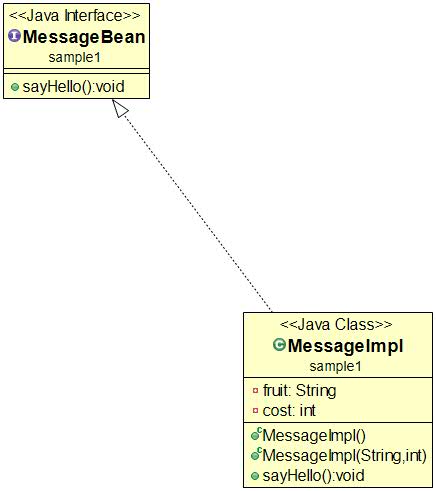 <<Java Interface>>
MessageBean
sample1
sayHello():void
<<Java Class>>
MessageImpl
sample1
fruit: String
cost: int
MessageImpl()
MessageImpl(String,int)
sayHello():void